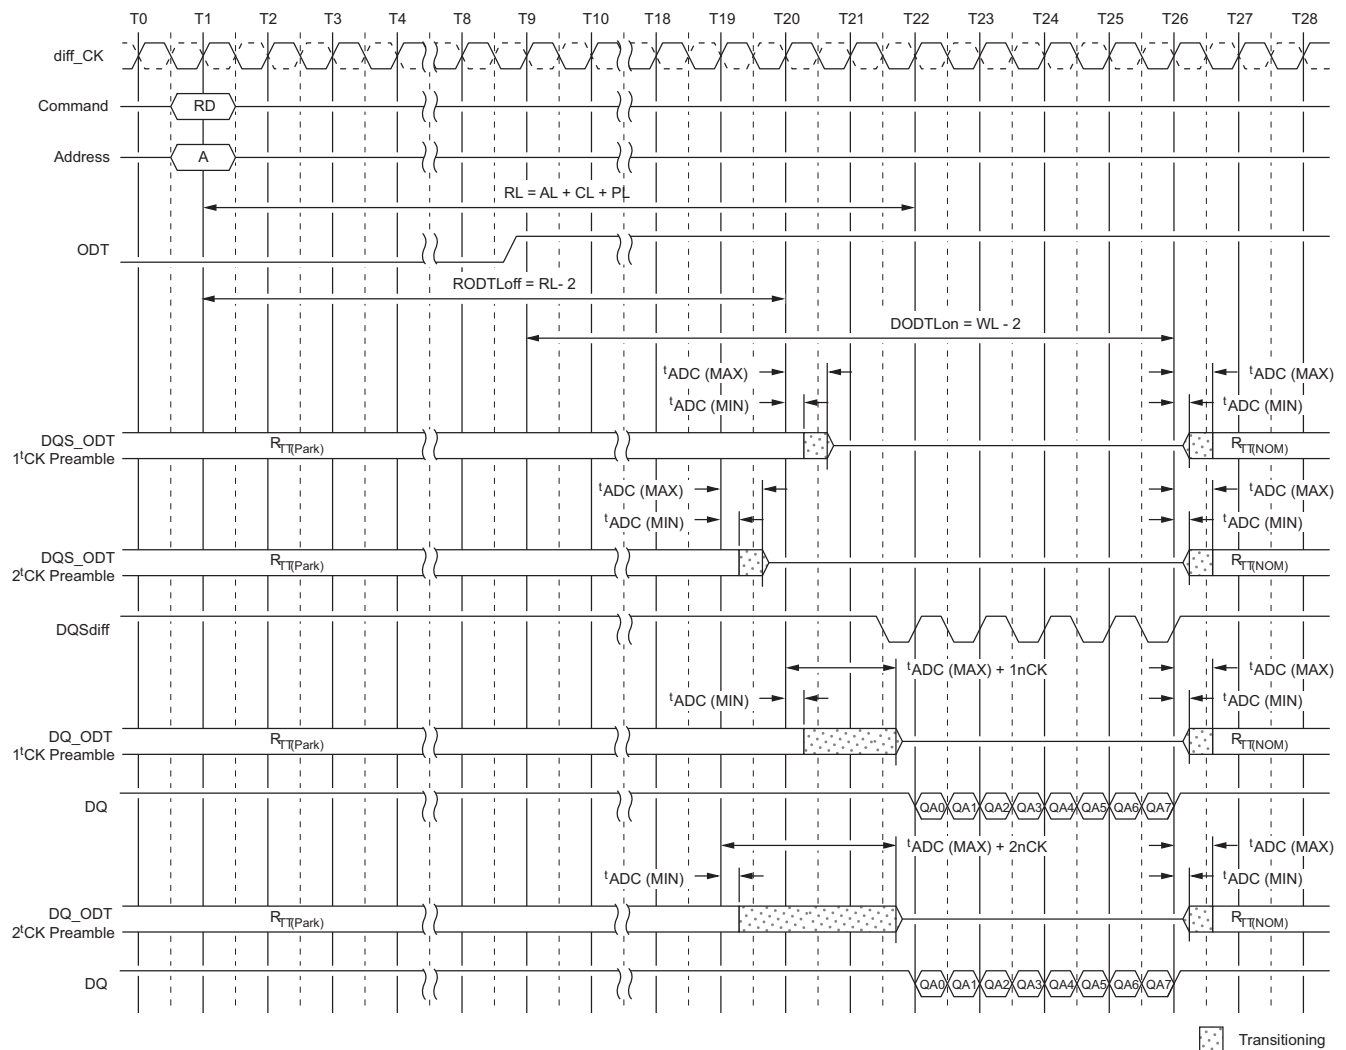 T0 T1 T2 T3 T4 T8 T9 T10 T18 T19 T20 T21 T22 T23 T24 T25 T26 T27 T28
diff_CK
Command RD
Address A
RL = AL + CL + PL
ODT
RODTLoff = RL- 2
DODTLon = WL - 2
tADC (MAX) tADC (MAX)
tADC (MIN) tADC (MIN)
DQS_ODT
1tCK Preamble
RTT(Park) RTT(NOM)
tADC (MAX) tADC (MAX)
tADC (MIN) tADC (MIN)
DQS_ODT
2tCK Preamble
RTT(Park) RTT(NOM)
DQSdiff
tADC (MAX) + 1nCK tADC (MAX)
tADC (MIN) tADC (MIN)
DQ_ODT
1tCK Preamble
RTT(Park) RTT(NOM)
DQ QA0 QA1 QA2 QA3 QA4 QA5 QA6 QA7
tADC (MAX) + 2nCK tADC (MAX)
tADC (MIN) tADC (MIN)
DQ_ODT
2tCK Preamble
RTT(Park) RTT(NOM)
DQ QA0 QA1 QA2 QA3 QA4 QA5 QA6 QA7
Transitioning